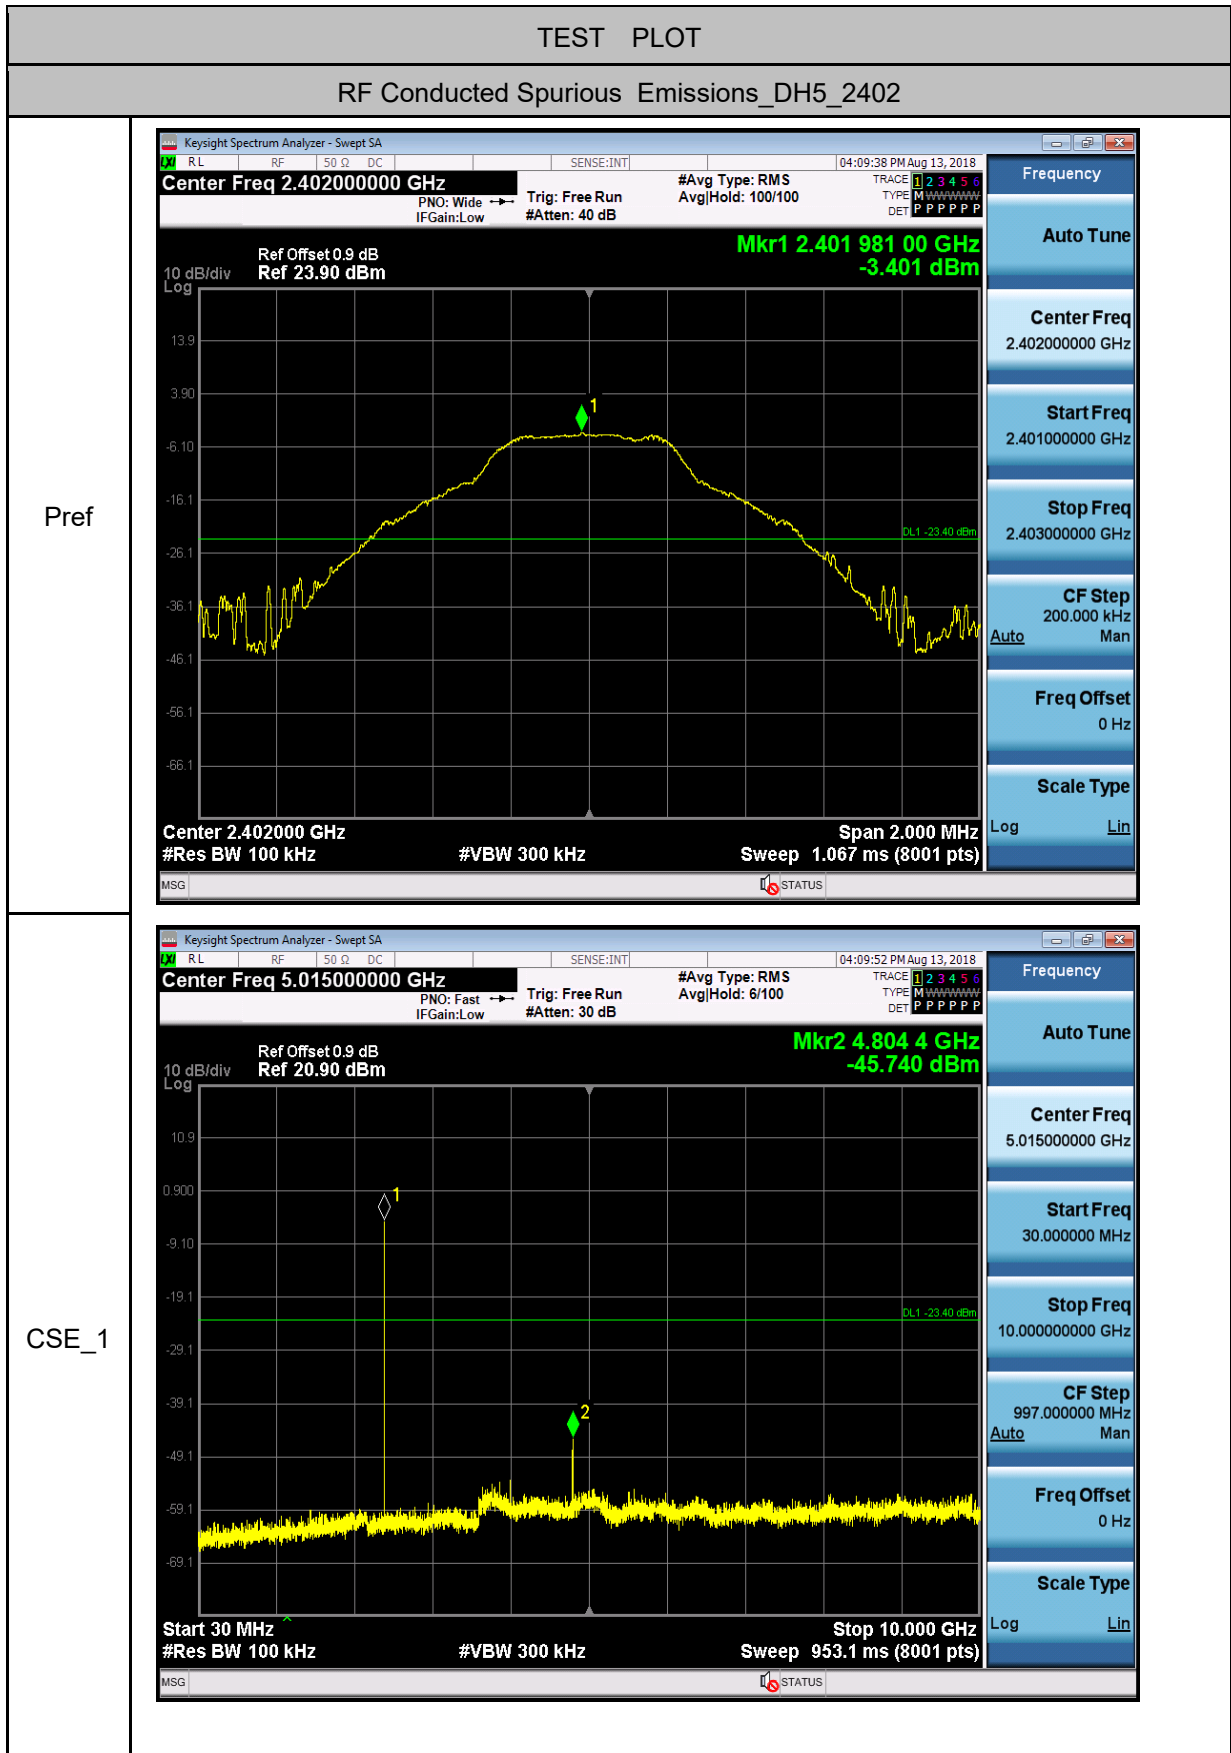 TEST PLOT
RF Conducted Spurious Emissions_DH5_2402
Pref
Keysight Spectrum Analyzer - Swept SA
LXI RL RF 50 Ω DC SENSE:INT 04:09:38 PM Aug 13, 2018
Center Freq 2.402000000 GHz
PNO: Wide
IFGain:Low
Trig: Free Run
#Atten: 40 dB
#Avg Type: RMS
Avg|Hold: 100/100
TRACE 1 2 3 4 5 6
TYPE M W W W W W
DET P P P P P P
Mkr1 2.401 981 00 GHz
-3.401 dBm
Ref Offset 0.9 dB
10 dB/div Ref 23.90 dBm
Log
13.9
3.90
-6.10
-16.1
-26.1
-36.1
-46.1
-56.1
-66.1
1
DL1 -23.40 dBm
Center 2.402000 GHz Span 2.000 MHz
#Res BW 100 kHz #VBW 300 kHz Sweep 1.067 ms (8001 pts)
MSG STATUS
Frequency
Auto Tune
Center Freq
2.402000000 GHz
Start Freq
2.401000000 GHz
Stop Freq
2.403000000 GHz
CF Step
200.000 kHz
Auto Man
Freq Offset
0 Hz
Scale Type
Log Lin
CSE_1
Keysight Spectrum Analyzer - Swept SA
LXI RL RF 50 Ω DC SENSE:INT 04:09:52 PM Aug 13, 2018
Center Freq 5.015000000 GHz
PNO: Fast
IFGain:Low
Trig: Free Run
#Atten: 30 dB
#Avg Type: RMS
Avg|Hold: 6/100
TRACE 1 2 3 4 5 6
TYPE M W W W W W
DET P P P P P P
Mkr2 4.804 4 GHz
-45.740 dBm
Ref Offset 0.9 dB
10 dB/div Ref 20.90 dBm
Log
10.9
0.900
-9.10
-19.1
-29.1
-39.1
-49.1
-59.1
-69.1
1
DL1 -23.40 dBm
2
Start 30 MHz Stop 10.000 GHz
#Res BW 100 kHz #VBW 300 kHz Sweep 953.1 ms (8001 pts)
MSG STATUS
Frequency
Auto Tune
Center Freq
5.015000000 GHz
Start Freq
30.000000 MHz
Stop Freq
10.000000000 GHz
CF Step
997.000000 MHz
Auto Man
Freq Offset
0 Hz
Scale Type
Log Lin